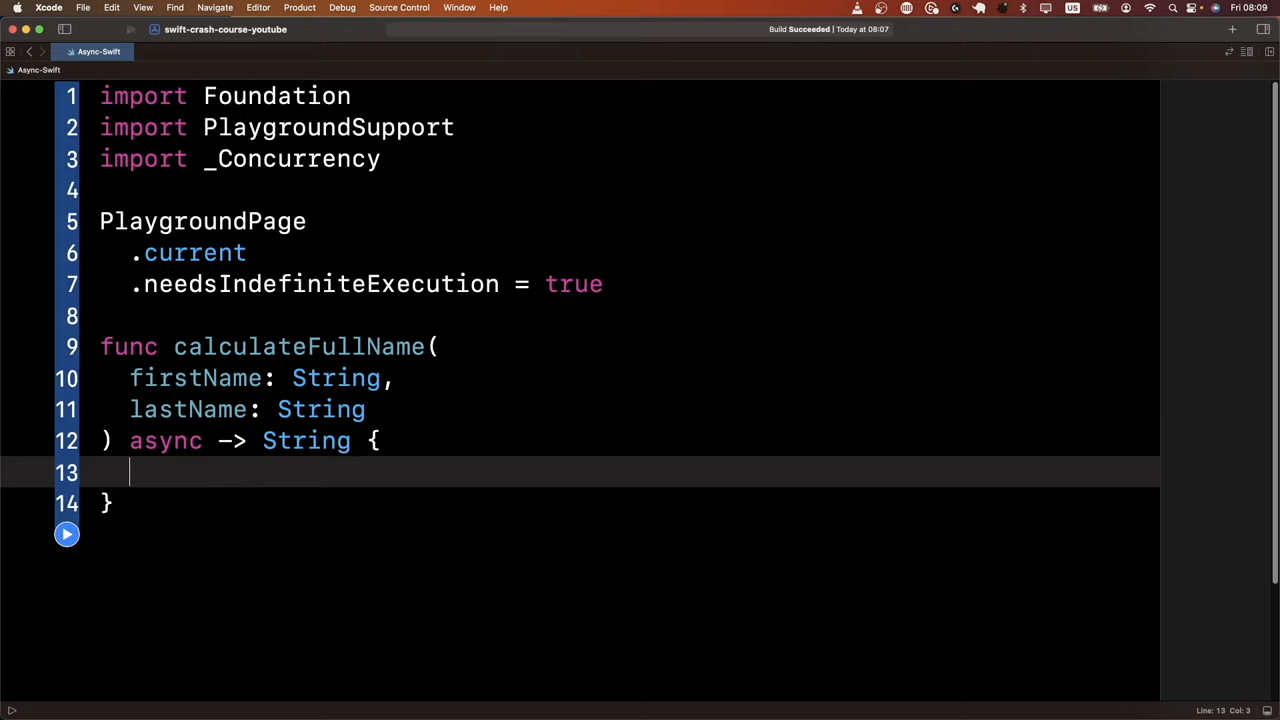 Xcode File Edit View Find Navigate Editor Product Debug Source Control Window Help Fri 08:09
swift-crash-course-youtube Build Succeeded | Today at 08:07
Async-Swift
Async-Swift
1 import Foundation
2 import PlaygroundSupport
3 import _Concurrency
4
5 PlaygroundPage
6 .current
7 .needsIndefiniteExecution = true
8
9 func calculateFullName(
10 firstName: String,
11 lastName: String
12 ) async -> String {
13
14 }
Line: 13 Col: 3